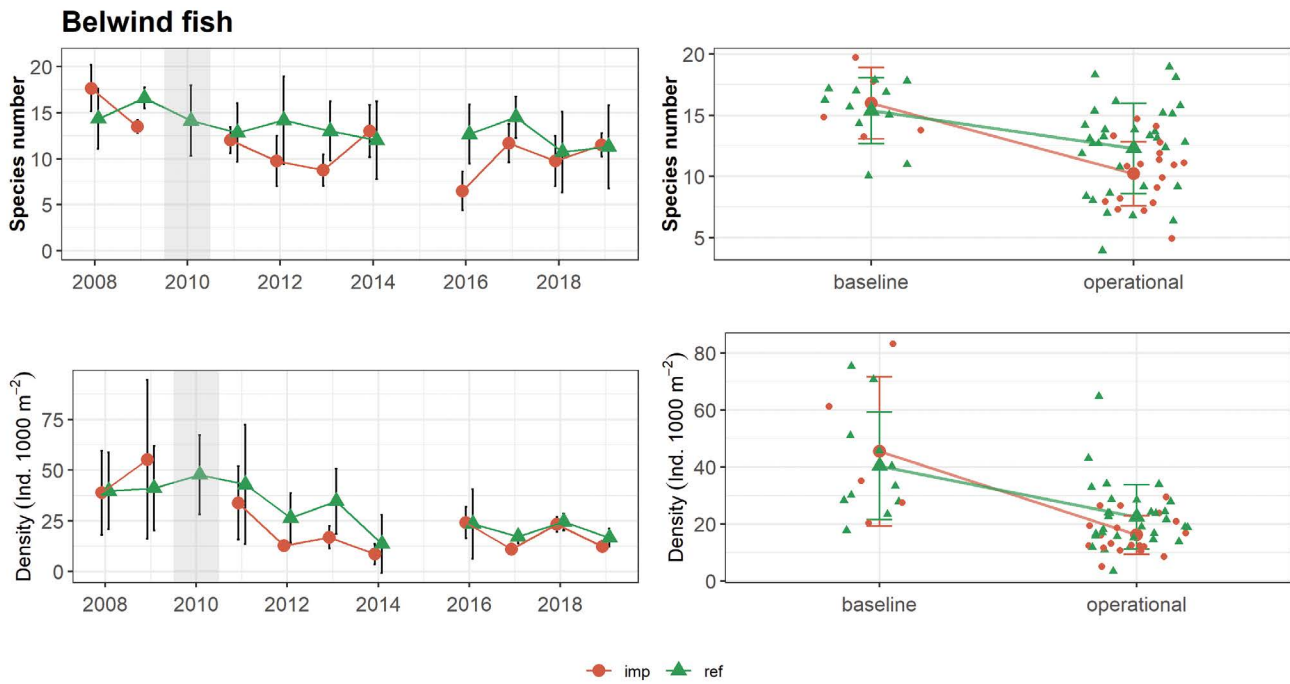 Belwind fish
Species number
20
15
10
5
0
2008 2010 2012 2014 2016 2018
Species number
20
15
10
5
baseline operational
Density (Ind. 1000 m⁻²)
75
50
25
0
2008 2010 2012 2014 2016 2018
Density (Ind. 1000 m⁻²)
80
60
40
20
0
baseline operational
imp ref